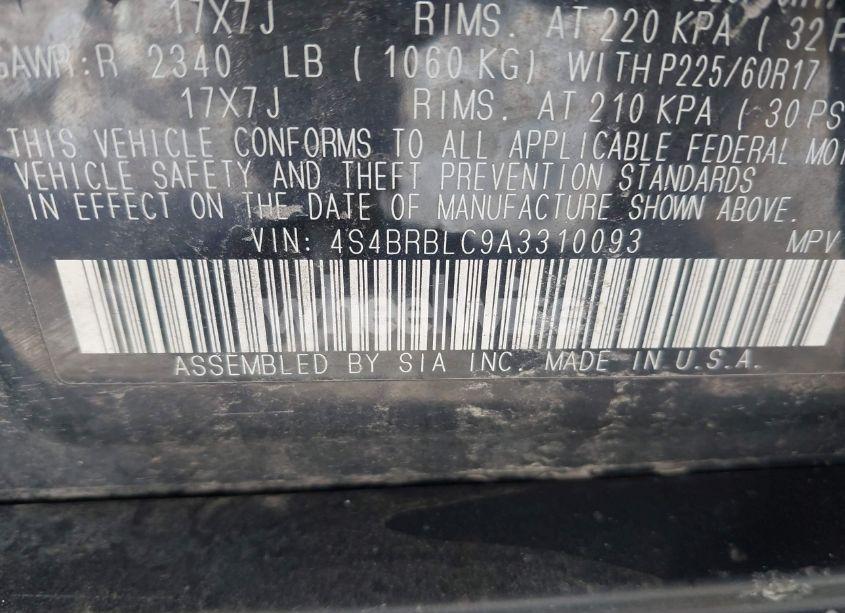 17X7J RIMS. AT 220 KPA ( 32
GAWR:R 2340 LB ( 1060 KG) WITH P225/60R17
17X7J RIMS. AT 210 KPA ( 30 PS
THIS VEHICLE CONFORMS TO ALL APPLICABLE FEDERAL MOT
VEHICLE SAFETY AND THEFT PREVENTION STANDARDS
IN EFFECT ON THE DATE OF MANUFACTURE SHOWN ABOVE.
VIN: 4S4BRBLC9A3310093 MPV
ASSEMBLED BY SIA INC. MADE IN U.S.A.